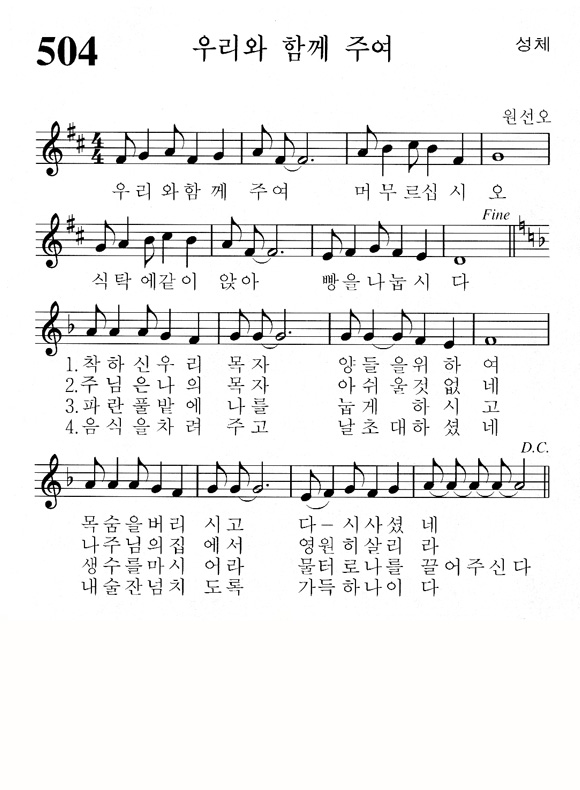 504 우리와 함께 주여 성체
원선오
4
4
우리와함께 주여 머무르십시오
Fine
식탁에같이 앉아 빵을나눕시다
1.착하신우리 목자 양들을위하여
2.주님은나의 목자 아쉬울것없네
3.파란풀밭에 나를 눕게 하시고
4.음식을차려 주고 날초대하셨네
D.C.
목숨을버리 시고 다–시사셨네
나주님의집 에서 영원히살리라
생수를마시 어라 물터로나를 끌어주신다
내술잔넘치 도록 가득하나이다